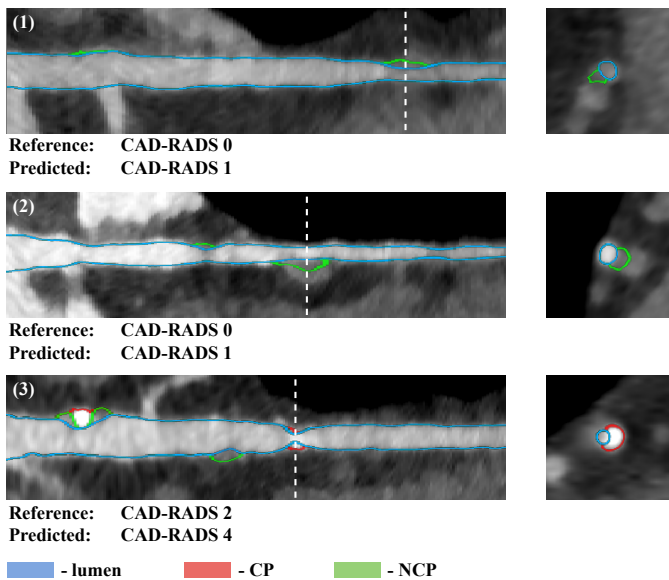 (1)
Reference: CAD-RADS 0
Predicted: CAD-RADS 1
(2)
Reference: CAD-RADS 0
Predicted: CAD-RADS 1
(3)
Reference: CAD-RADS 2
Predicted: CAD-RADS 4
- lumen - CP - NCP